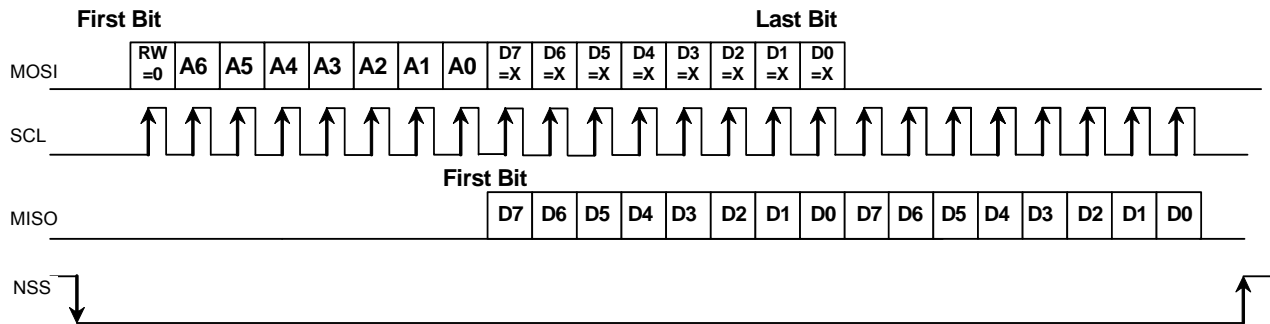 First Bit Last Bit
MOSI RW =0 A6 A5 A4 A3 A2 A1 A0 D7 =X D6 =X D5 =X D4 =X D3 =X D2 =X D1 =X D0 =X
SCL
First Bit
MISO D7 D6 D5 D4 D3 D2 D1 D0 D7 D6 D5 D4 D3 D2 D1 D0
NSS